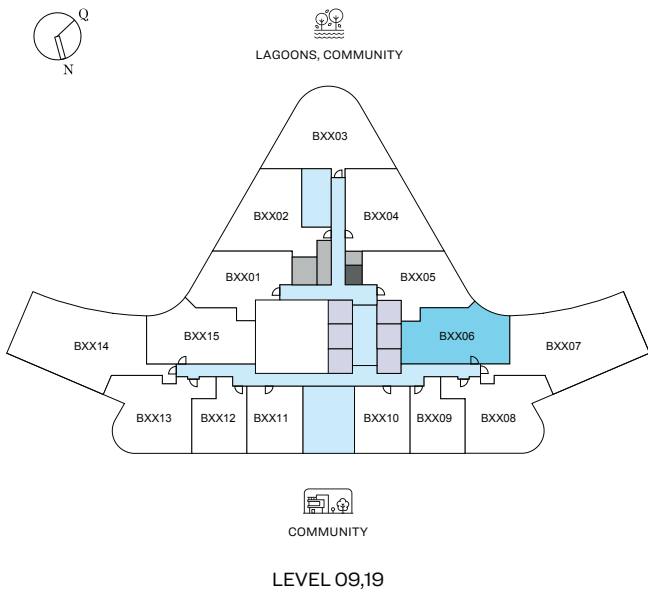 Q
N
LAGOONS, COMMUNITY
BXX03
BXX02
BXX04
BXX01
BXX05
BXX14
BXX15
BXX06
BXX07
BXX13
BXX12
BXX11
BXX10
BXX09
BXX08
COMMUNITY
LEVEL 09,19